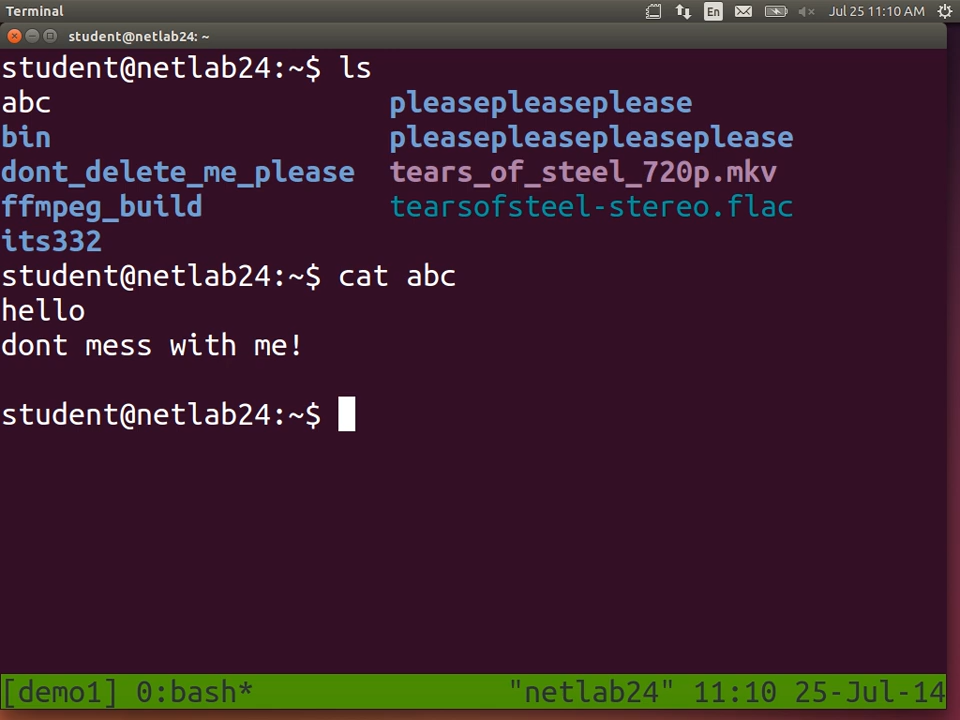 Terminal En Jul 25 11:10 AM
student@netlab24: ~
student@netlab24:~$ ls
abc pleasepleaseplease
bin pleasepleasepleaseplease
dont_delete_me_please tears_of_steel_720p.mkv
ffmpeg_build tearsofsteel-stereo.flac
its332
student@netlab24:~$ cat abc
hello
dont mess with me!
student@netlab24:~$
[demo1] 0:bash* "netlab24" 11:10 25-Jul-14